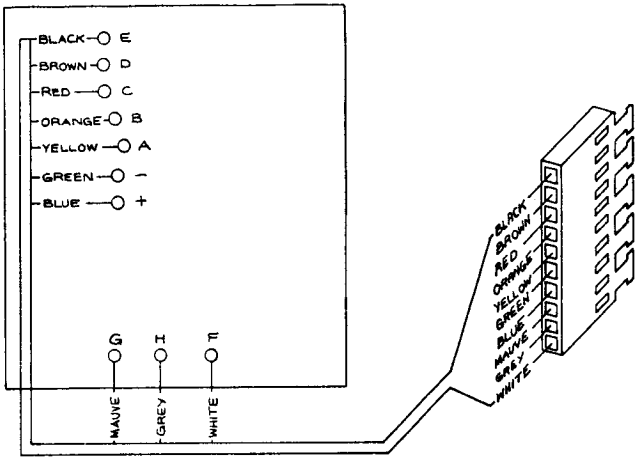 BLACK E
BROWN D
RED C
ORANGE B
YELLOW A
GREEN -
BLUE +
G H F
MAUVE
GREY
WHITE
BLACK
BROWN
RED
ORANGE
YELLOW
GREEN
BLUE
MAUVE
GREY
WHITE